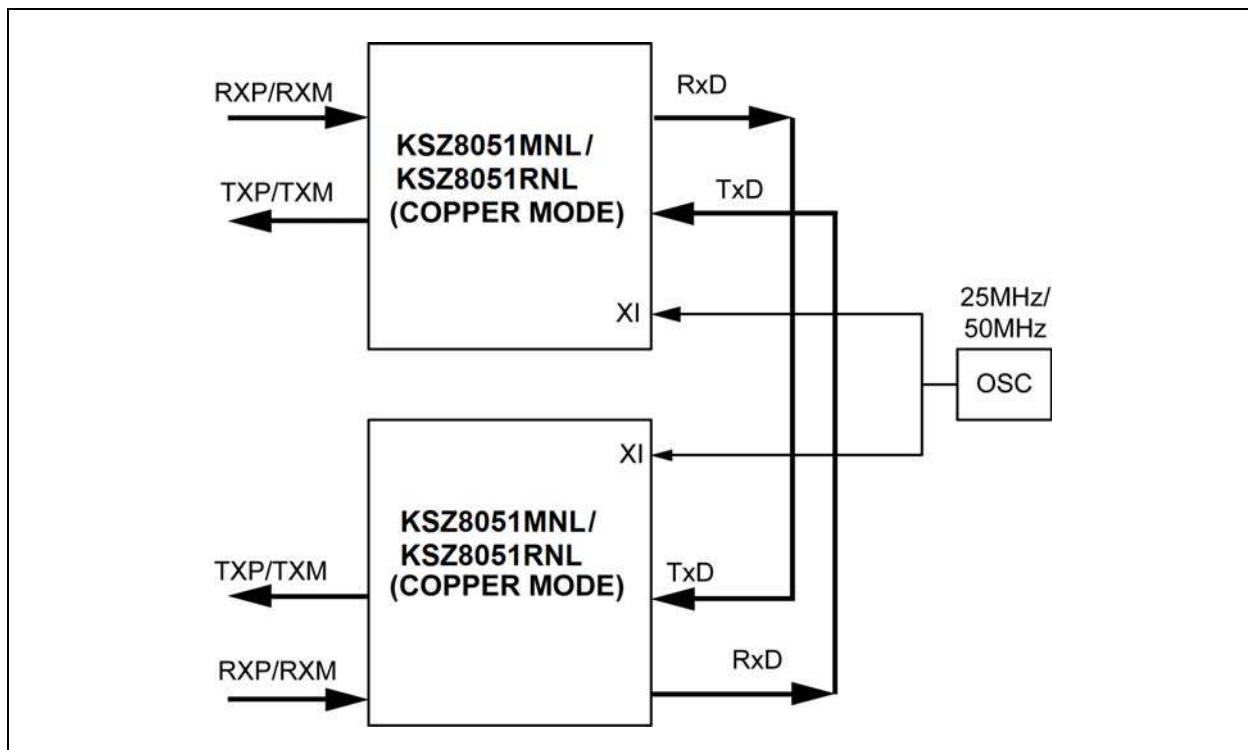 RXP/RXM
TXP/TXM
KSZ8051MNL/
KSZ8051RNL
(COPPER MODE)
RxD
TxD
XI
25MHz/
50MHz
OSC
XI
KSZ8051MNL/
KSZ8051RNL
(COPPER MODE)
TXP/TXM
RXP/RXM
TxD
RxD